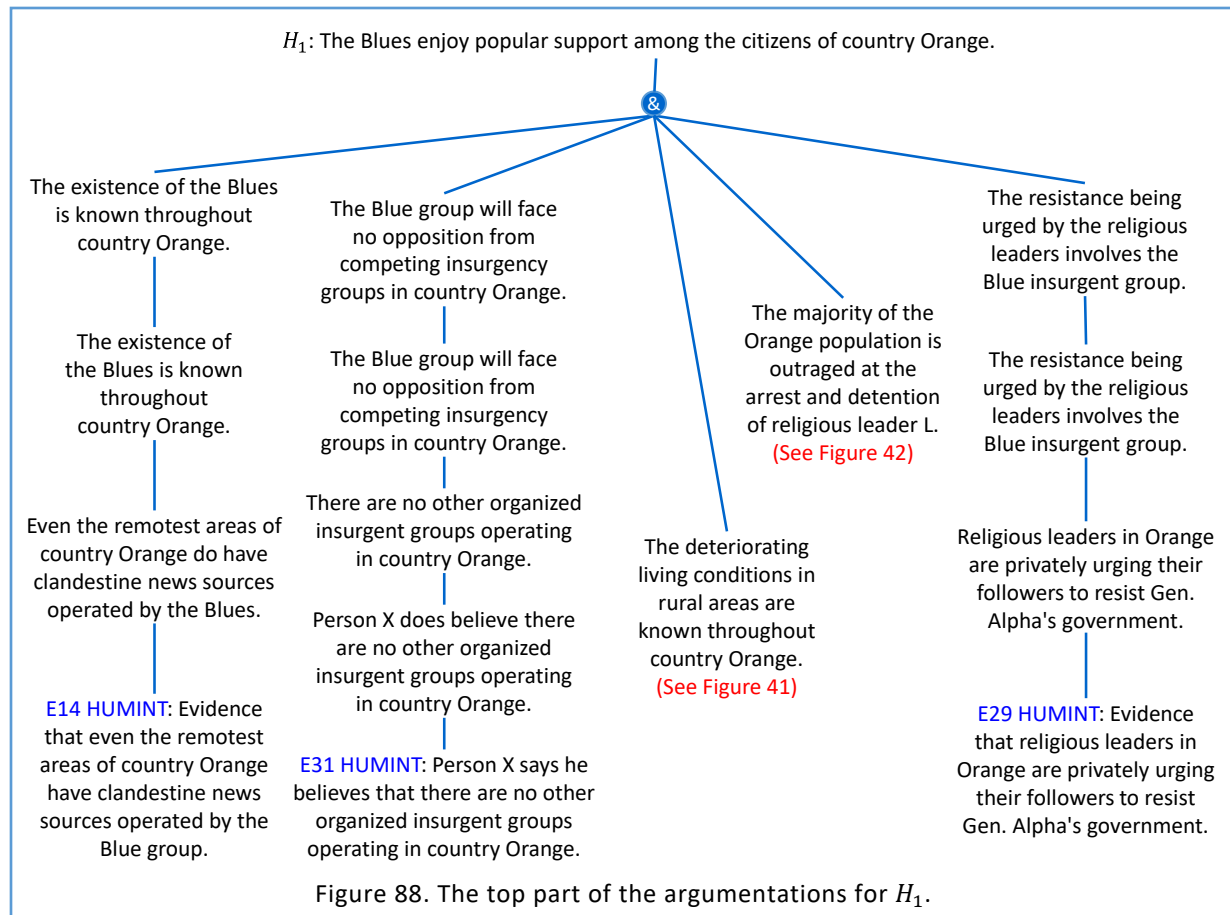 H₁: The Blues enjoy popular support among the citizens of country Orange.
&
The existence of the Blues
is known throughout
country Orange.
The existence of
the Blues is known
throughout
country Orange.
Even the remotest areas of
country Orange do have
clandestine news sources
operated by the Blues.
E14 HUMINT: Evidence
that even the remotest
areas of country Orange
have clandestine news
sources operated by the
Blue group.
The Blue group will face
no opposition from
competing insurgency
groups in country Orange.
The Blue group will face
no opposition from
competing insurgency
groups in country Orange.
There are no other organized
insurgent groups operating
in country Orange.
Person X does believe there
are no other organized
insurgent groups operating
in country Orange.
E31 HUMINT: Person X says he
believes that there are no other
organized insurgent groups
operating in country Orange.
The deteriorating
living conditions in
rural areas are
known throughout
country Orange.
(See Figure 41)
The majority of the
Orange population is
outraged at the
arrest and detention
of religious leader L.
(See Figure 42)
The resistance being
urged by the religious
leaders involves the
Blue insurgent group.
The resistance being
urged by the religious
leaders involves the
Blue insurgent group.
Religious leaders in Orange
are privately urging their
followers to resist Gen.
Alpha's government.
E29 HUMINT: Evidence
that religious leaders in
Orange are privately urging
their followers to resist
Gen. Alpha's government.
Figure 88. The top part of the argumentations for H₁.